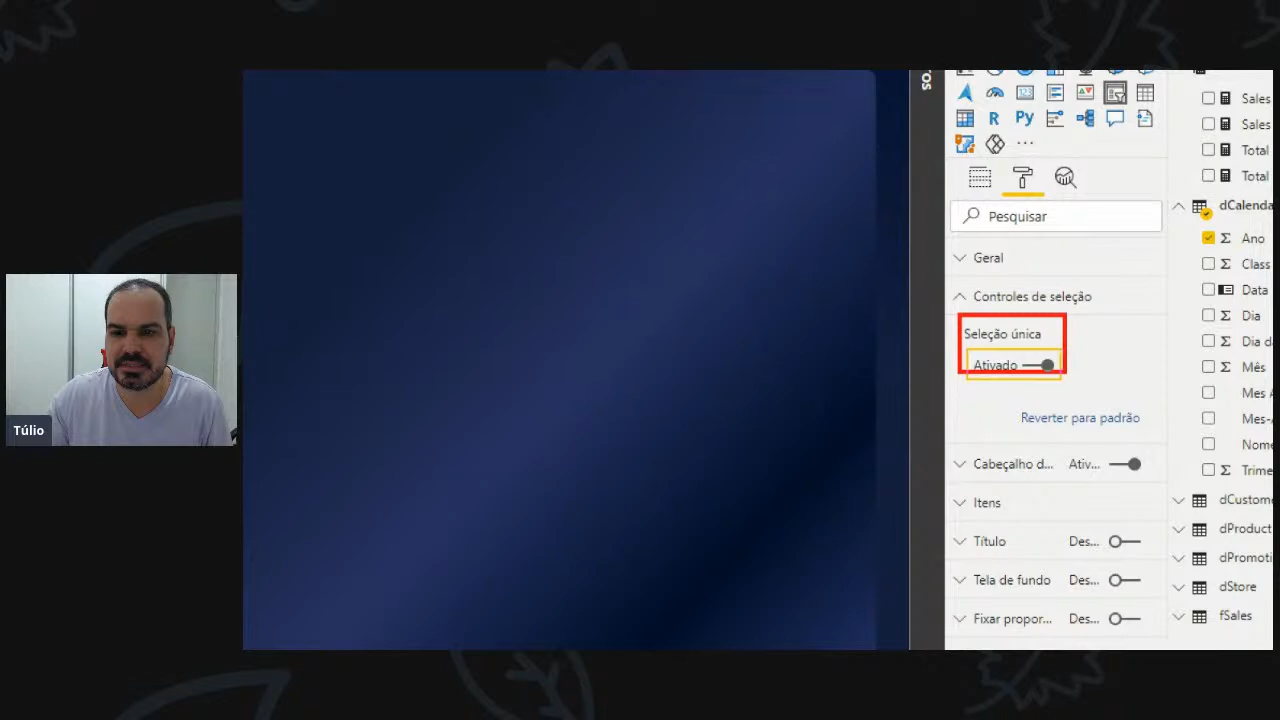 Túlio
R
Py
Pesquisar
Geral
Controles de seleção
Seleção única
Ativado
Reverter para padrão
Cabeçalho d... Ativ...
Itens
Título Des...
Tela de fundo Des...
Fixar propor... Des...
Sales
Sales
Total
Total
dCalenda
Ano
Class
Data
Dia
Dia d
Mês
Mes A
Mes-A
Nome
Trime
dCustome
dProduct
dPromoti
dStore
fSales